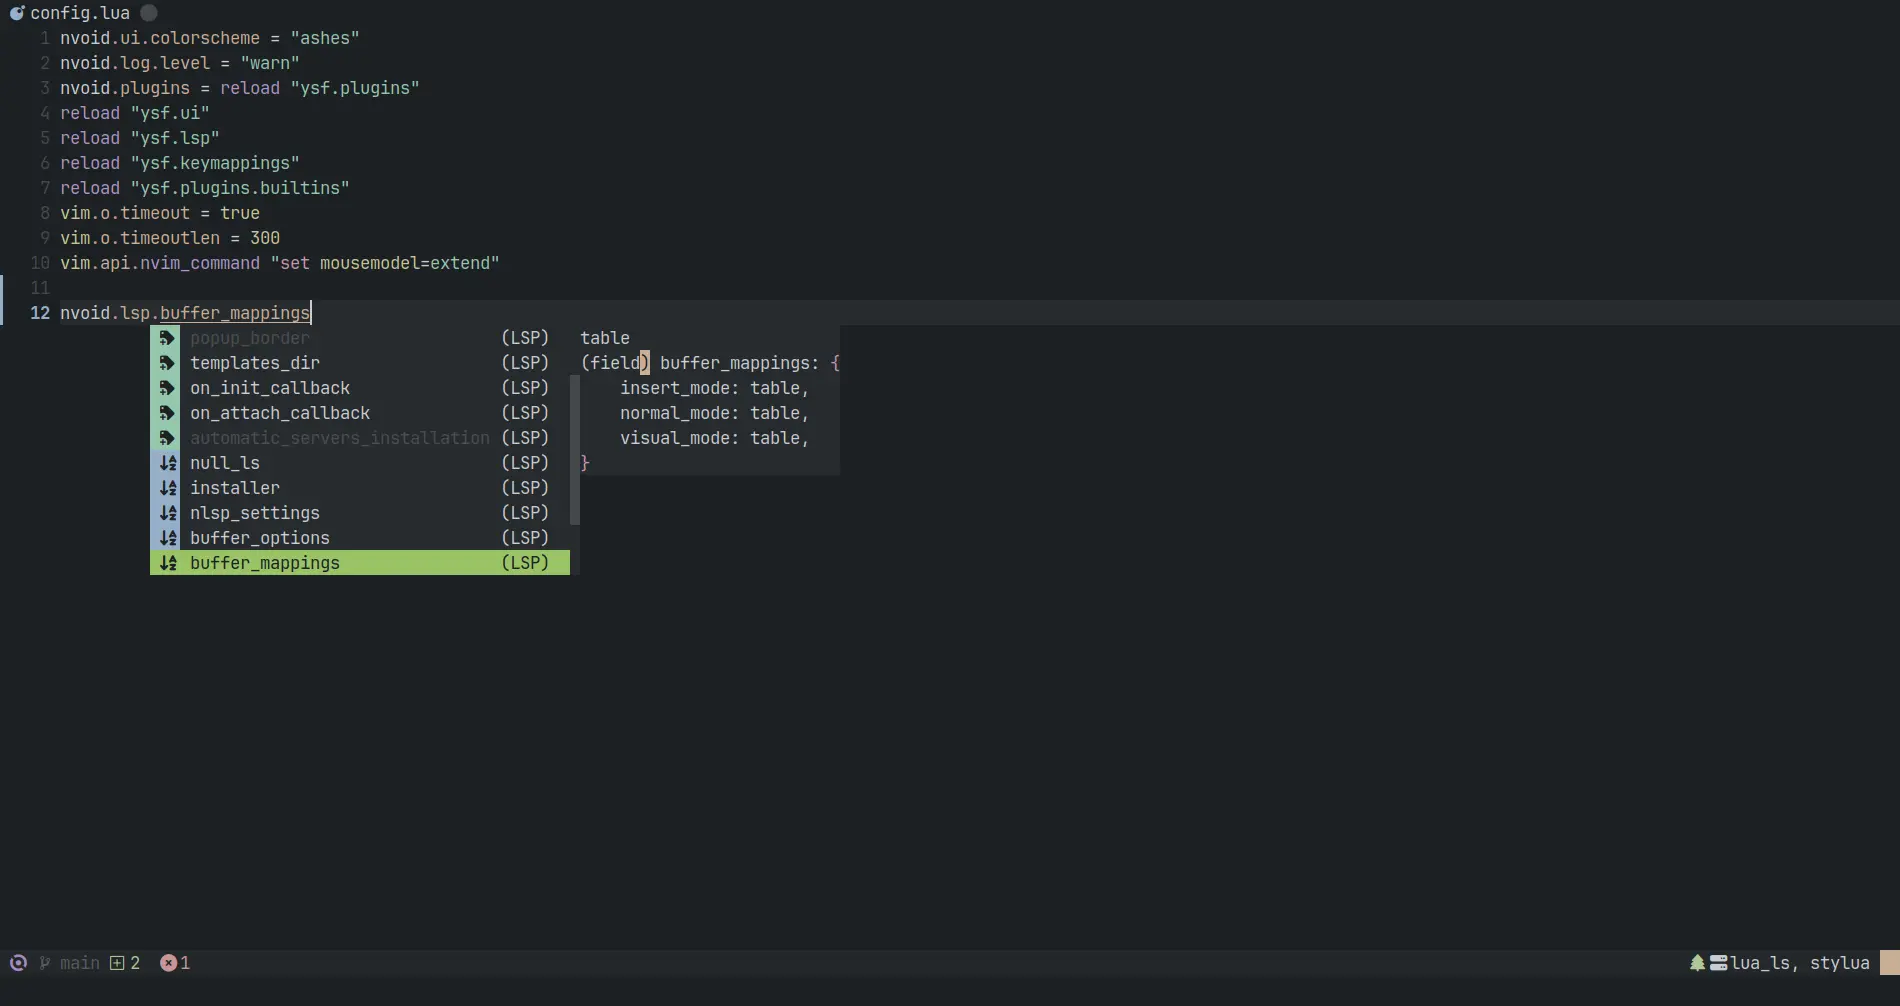 config.lua
1 nvoid.ui.colorscheme = "ashes"
2 nvoid.log.level = "warn"
3 nvoid.plugins = reload "ysf.plugins"
4 reload "ysf.ui"
5 reload "ysf.lsp"
6 reload "ysf.keymappings"
7 reload "ysf.plugins.builtins"
8 vim.o.timeout = true
9 vim.o.timeoutlen = 300
10 vim.api.nvim_command "set mousemodel=extend"
11
12 nvoid.lsp.buffer_mappings
popup_border (LSP) table
templates_dir (LSP) (field) buffer_mappings: {
on_init_callback (LSP) insert_mode: table,
on_attach_callback (LSP) normal_mode: table,
automatic_servers_installation (LSP) visual_mode: table,
null_ls (LSP) }
installer (LSP)
nlsp_settings (LSP)
buffer_options (LSP)
buffer_mappings (LSP)
main 2 1 lua_ls, stylua